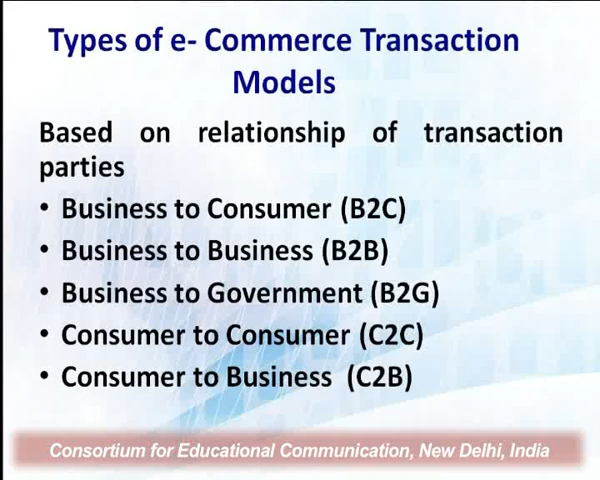 Types of e- Commerce Transaction
Models
Based on relationship of transaction
parties
• Business to Consumer (B2C)
• Business to Business (B2B)
• Business to Government (B2G)
• Consumer to Consumer (C2C)
• Consumer to Business (C2B)
Consortium for Educational Communication, New Delhi, India